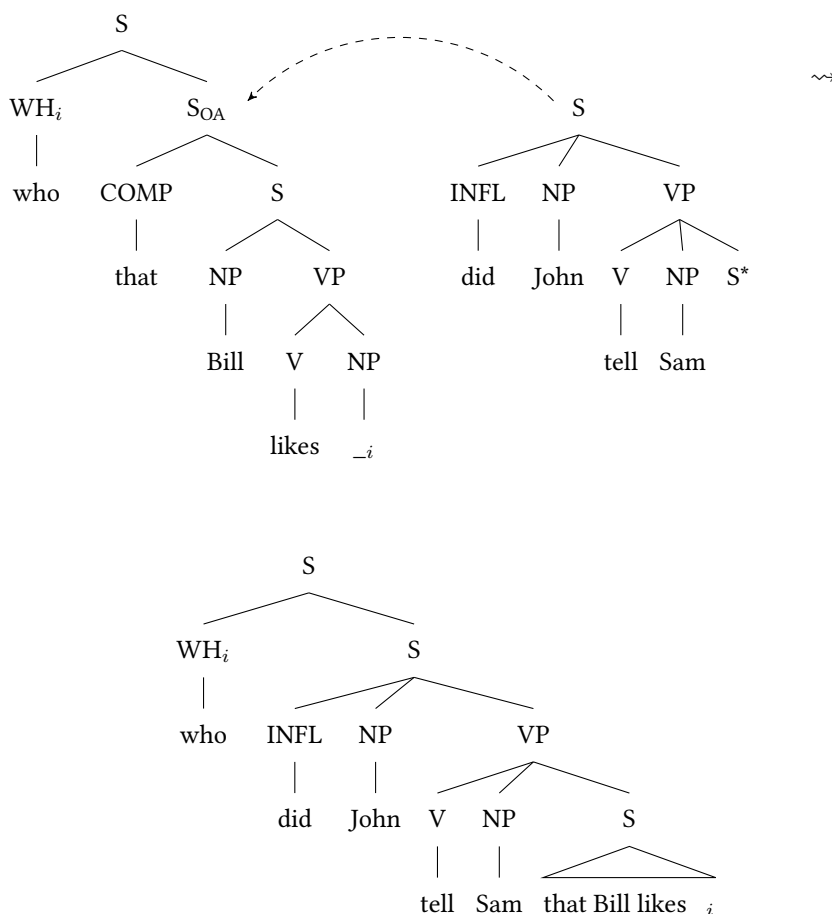 S
⇝
WH_i S_OA S
who COMP S INFL NP VP
that NP VP did John V NP S*
Bill V NP tell Sam
likes _i
S
WH_i S
who INFL NP VP
did John V NP S
tell Sam that Bill likes _i